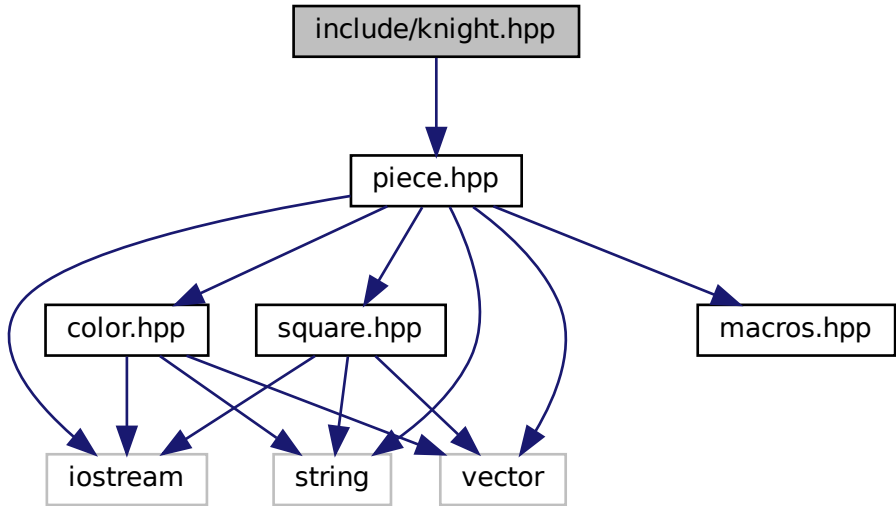 include/knight.hpp
piece.hpp
color.hpp
square.hpp
macros.hpp
iostream
string
vector